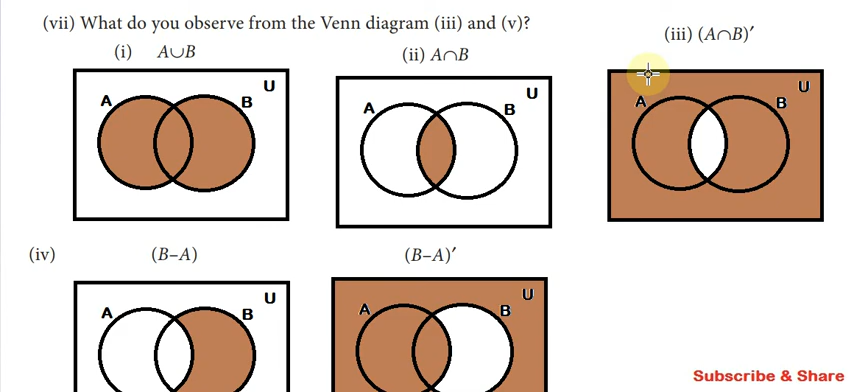 (vii) What do you observe from the Venn diagram (iii) and (v)?
(i) A∪B
(ii) A∩B
(iii) (A∩B)′
U
A
B
U
A
B
U
A
B
(iv) (B–A)
(B–A)′
U
A
B
U
A
B
Subscribe & Share